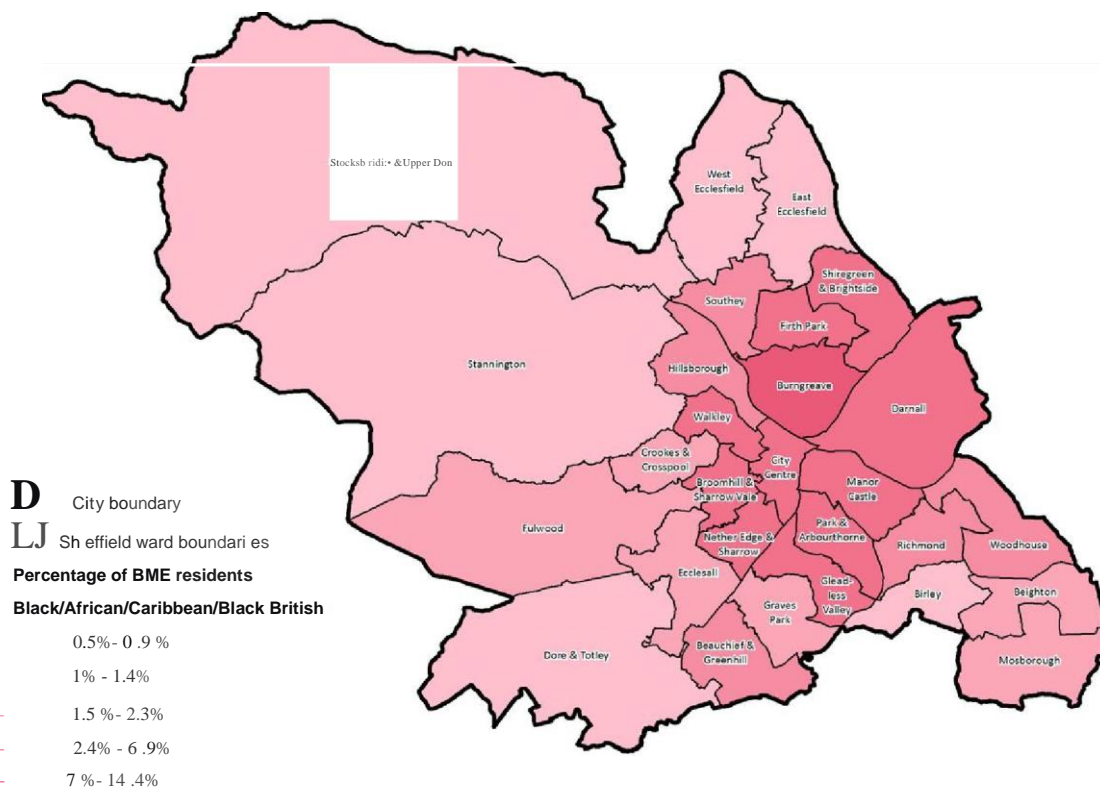 Stocksb ridi:• &Upper Don
West
Ecclesfield
East
Ecclesfield
Shiregreen
& Brightside
Southey
Firth Park
Stannington
Hillsborough
Burngreave
Darnall
Walkley
Crookes &
Crosspool
City
Centre
Broomhill &
Sharrow Vale
Manor
Castle
Fulwood
Park &
Arbourthorne
Nether Edge &
Sharrow
Richmond
Woodhouse
Ecclesall
Glead-
less
Valley
Birley
Beighton
Graves
Park
Dore & Totley
Beauchief &
Greenhill
Mosborough
D City boundary
LJ Sh effield ward boundari es
Percentage of BME residents
Black/African/Caribbean/Black British
0.5%- 0 .9 %
1% - 1.4%
1.5 %- 2.3%
2.4% - 6 .9%
7 %- 14 .4%